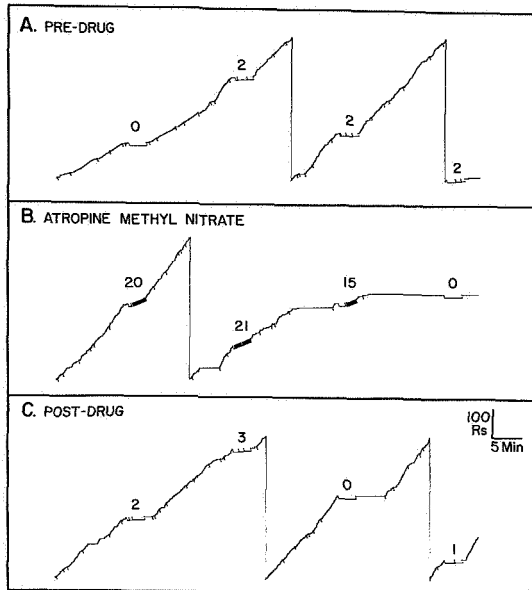 A. PRE-DRUG
2
0
2
2
B. ATROPINE METHYL NITRATE
20
15
0
21
C. POST-DRUG
100
Rs
5 Min
3
2
0
1